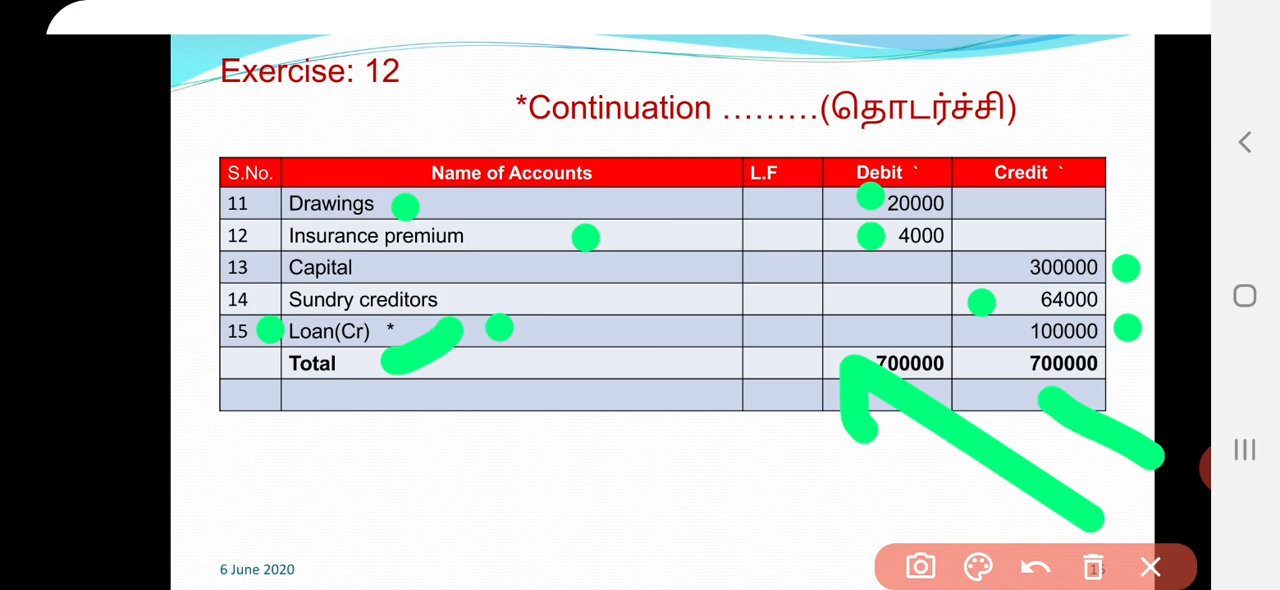 Exercise: 12
*Continuation .........(தொடர்ச்சி)
S.No. Name of Accounts L.F Debit ` Credit `
11 Drawings 20000
12 Insurance premium 4000
13 Capital 300000
14 Sundry creditors 64000
15 Loan(Cr) * 100000
Total 700000 700000
6 June 2020